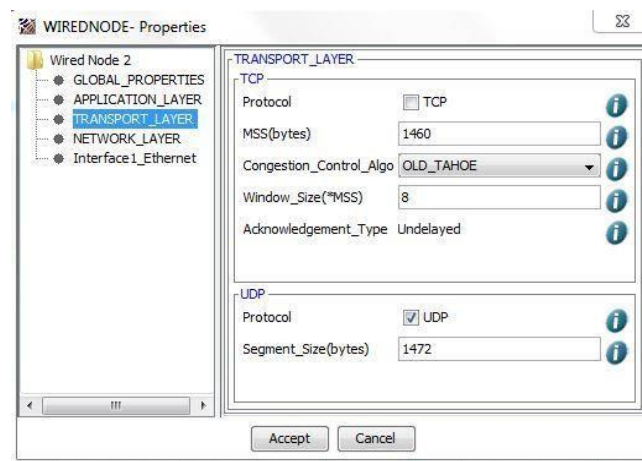 WIREDNODE- Properties
Wired Node 2
GLOBAL_PROPERTIES
APPLICATION_LAYER
TRANSPORT_LAYER
NETWORK_LAYER
Interface1_Ethernet
TRANSPORT_LAYER
TCP
Protocol TCP
MSS(bytes) 1460
Congestion_Control_Algo OLD_TAHOE
Window_Size(*MSS) 8
Acknowledgement_Type Undelayed
UDP
Protocol UDP
Segment_Size(bytes) 1472
Accept Cancel